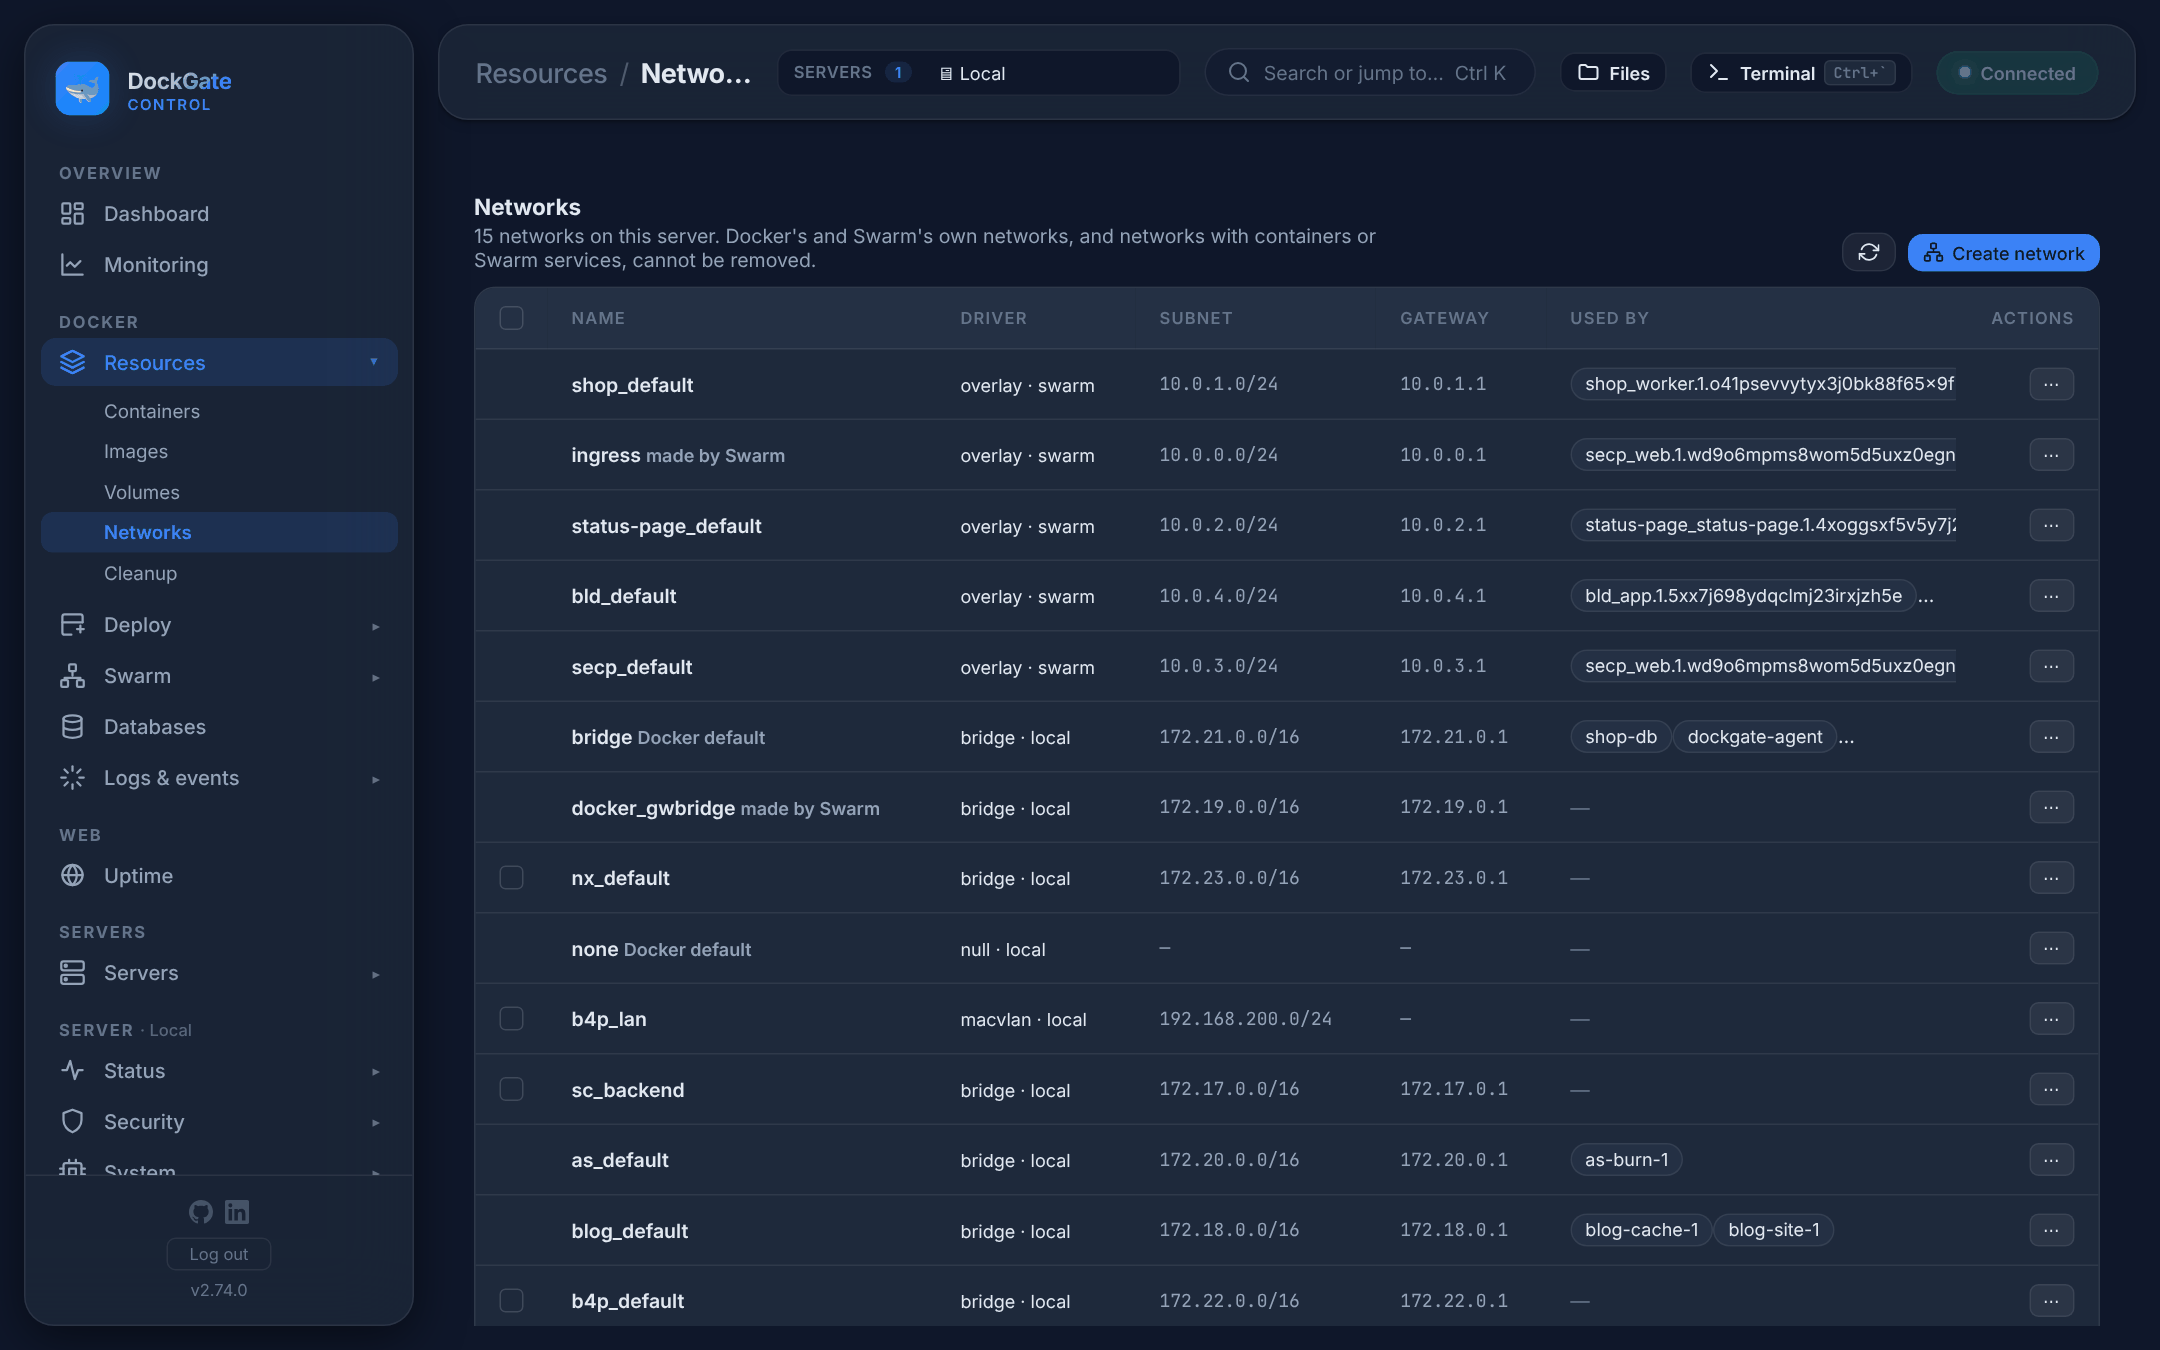 DockGate
CONTROL
OVERVIEW
Dashboard
Monitoring
DOCKER
Resources
Containers
Images
Volumes
Networks
Cleanup
Deploy
Swarm
Databases
Logs & events
WEB
Uptime
SERVERS
Servers
SERVER · Local
Status
Security
System
Log out
v2.74.0
Resources / Netwo...
SERVERS 1 Local
Search or jump to... Ctrl K
Files
Terminal Ctrl+`
Connected
Networks
15 networks on this server. Docker's and Swarm's own networks, and networks with containers or
Swarm services, cannot be removed.
Create network
NAME DRIVER SUBNET GATEWAY USED BY ACTIONS
shop_default overlay · swarm 10.0.1.0/24 10.0.1.1 shop_worker.1.o41psevvytyx3j0bk88f65x9f ...
ingress made by Swarm overlay · swarm 10.0.0.0/24 10.0.0.1 secp_web.1.wd9o6mpms8wom5d5uxz0egn ...
status-page_default overlay · swarm 10.0.2.0/24 10.0.2.1 status-page_status-page.1.4xoggsxf5v5y7j2 ...
bld_default overlay · swarm 10.0.4.0/24 10.0.4.1 bld_app.1.5xx7j698ydqclmj23irxjzh5e ... ...
secp_default overlay · swarm 10.0.3.0/24 10.0.3.1 secp_web.1.wd9o6mpms8wom5d5uxz0egn ...
bridge Docker default bridge · local 172.21.0.0/16 172.21.0.1 shop-db dockgate-agent ... ...
docker_gwbridge made by Swarm bridge · local 172.19.0.0/16 172.19.0.1 — ...
nx_default bridge · local 172.23.0.0/16 172.23.0.1 — ...
none Docker default null · local – – — ...
b4p_lan macvlan · local 192.168.200.0/24 – — ...
sc_backend bridge · local 172.17.0.0/16 172.17.0.1 — ...
as_default bridge · local 172.20.0.0/16 172.20.0.1 as-burn-1 ...
blog_default bridge · local 172.18.0.0/16 172.18.0.1 blog-cache-1 blog-site-1 ...
b4p_default bridge · local 172.22.0.0/16 172.22.0.1 — ...